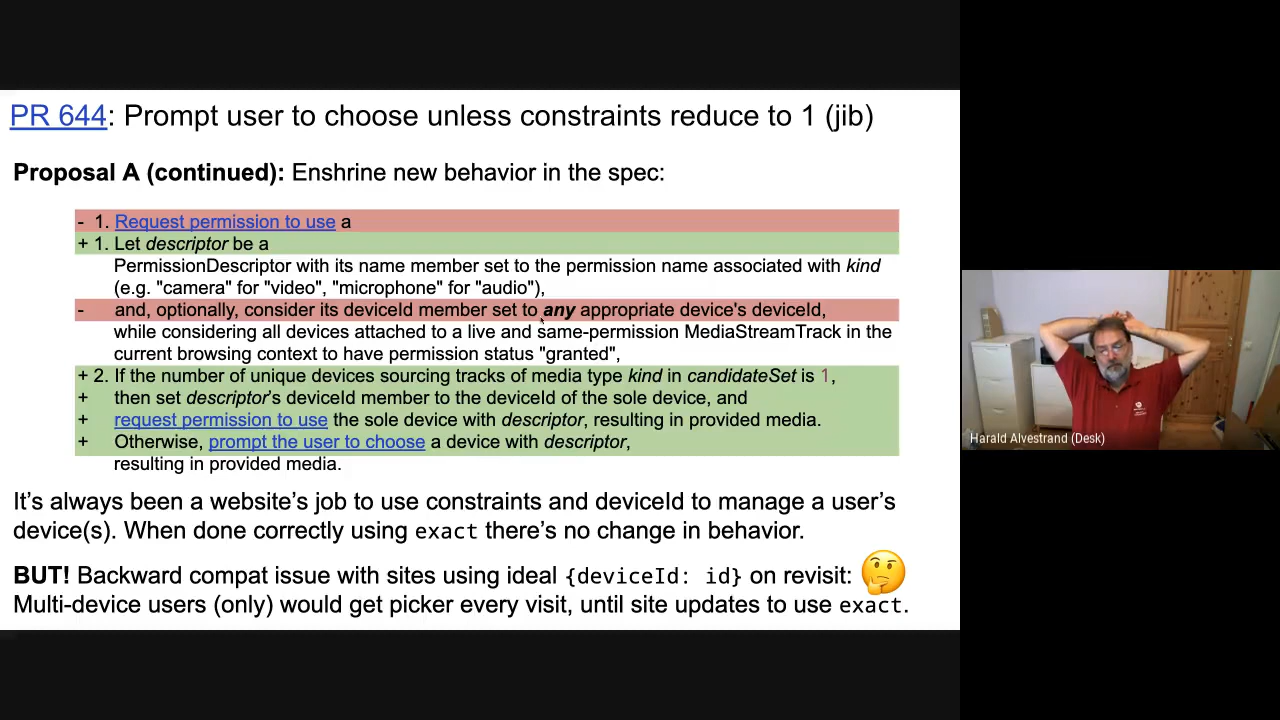 PR 644: Prompt user to choose unless constraints reduce to 1 (jib)
Proposal A (continued): Enshrine new behavior in the spec:
- 1. Request permission to use a
+ 1. Let descriptor be a
PermissionDescriptor with its name member set to the permission name associated with kind
(e.g. "camera" for "video", "microphone" for "audio"),
- and, optionally, consider its deviceId member set to any appropriate device's deviceId,
while considering all devices attached to a live and same-permission MediaStreamTrack in the
current browsing context to have permission status "granted",
+ 2. If the number of unique devices sourcing tracks of media type kind in candidateSet is 1,
+ then set descriptor's deviceId member to the deviceId of the sole device, and
+ request permission to use the sole device with descriptor, resulting in provided media.
+ Otherwise, prompt the user to choose a device with descriptor,
resulting in provided media.
It’s always been a website’s job to use constraints and deviceId to manage a user’s
device(s). When done correctly using exact there’s no change in behavior.
BUT! Backward compat issue with sites using ideal {deviceId: id} on revisit: 🤔
Multi-device users (only) would get picker every visit, until site updates to use exact.
Harald Alvestrand (Desk)